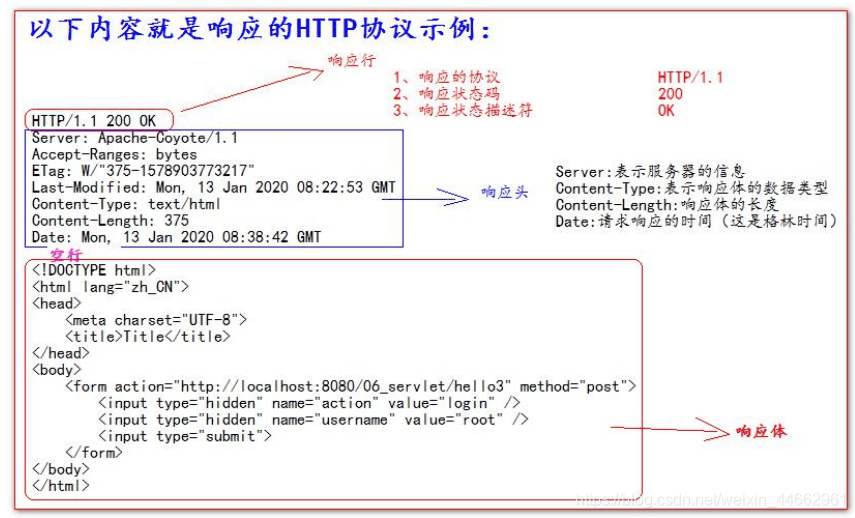 以下内容就是响应的HTTP协议示例：
响应行
1、响应的协议 HTTP/1.1
2、响应状态码 200
3、响应状态描述符 OK
HTTP/1.1 200 OK
Server: Apache-Coyote/1.1
Accept-Ranges: bytes
ETag: W/"375-1578903773217"
Last-Modified: Mon, 13 Jan 2020 08:22:53 GMT
Content-Type: text/html
Content-Length: 375
Date: Mon, 13 Jan 2020 08:38:42 GMT
响应头
Server:表示服务器的信息
Content-Type:表示响应体的数据类型
Content-Length:响应体的长度
Date:请求响应的时间（这是格林时间）
空行
<!DOCTYPE html>
<html lang="zh_CN">
<head>
    <meta charset="UTF-8">
    <title>Title</title>
</head>
<body>
    <form action="http://localhost:8080/06_servlet/hello3" method="post">
        <input type="hidden" name="action" value="login" />
        <input type="hidden" name="username" value="root" />
        <input type="submit">
    </form>
</body>
</html>
响应体
https://blog.csdn.net/weixin_44662961